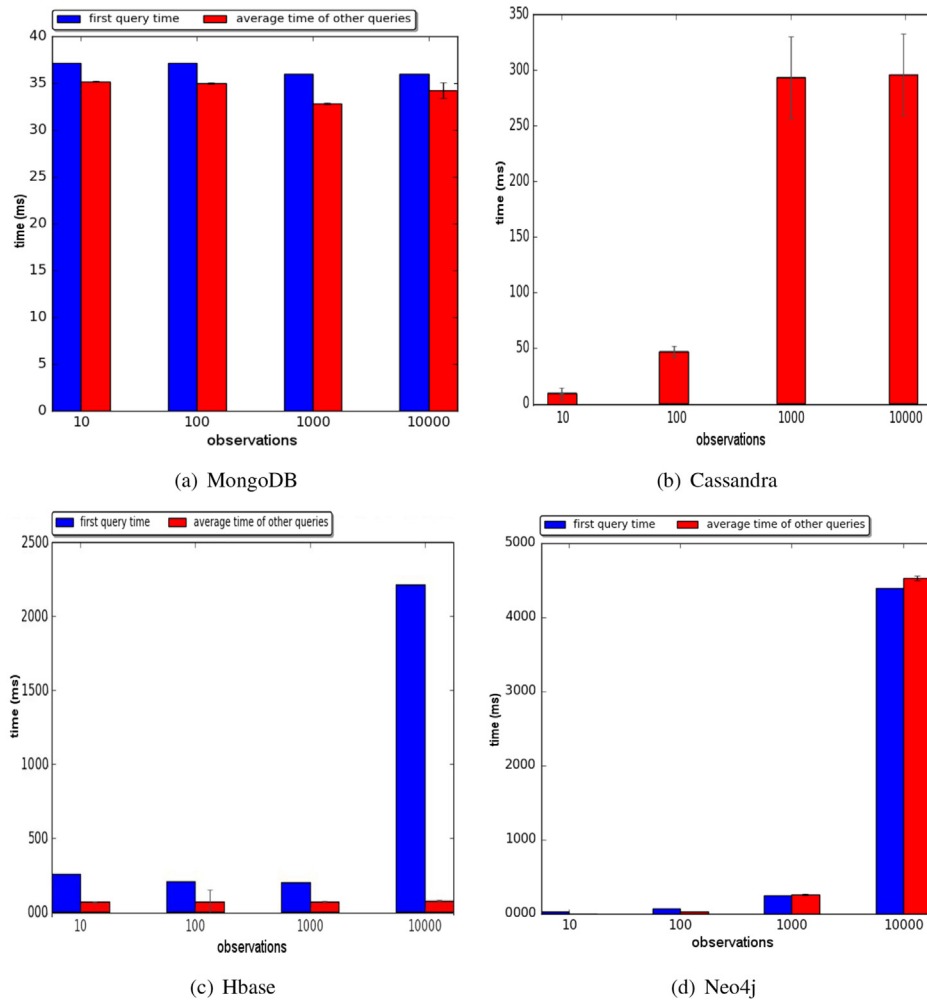 first query time average time of other queries
40
35
30
25
20
15
10
5
0
time (ms)
10 100 1000 10000
observations
(a) MongoDB
350
300
250
200
150
100
50
0
time (ms)
10 100 1000 10000
observations
(b) Cassandra
first query time average time of other queries
2500
2000
1500
1000
500
000
time (ms)
10 100 1000 10000
observations
(c) Hbase
first query time average time of other queries
5000
4000
3000
2000
1000
0000
time (ms)
10 100 1000 10000
observations
(d) Neo4j